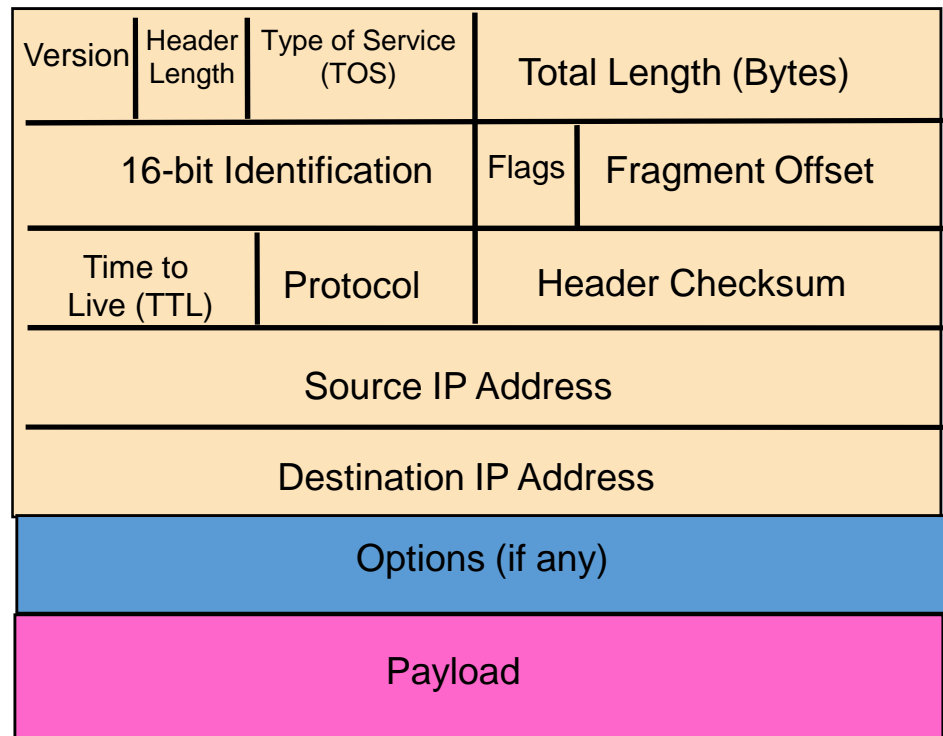 Version
Header
Length
Type of Service
(TOS)
Total Length (Bytes)
16-bit Identification
Flags
Fragment Offset
Time to
Live (TTL)
Protocol
Header Checksum
Source IP Address
Destination IP Address
Options (if any)
Payload